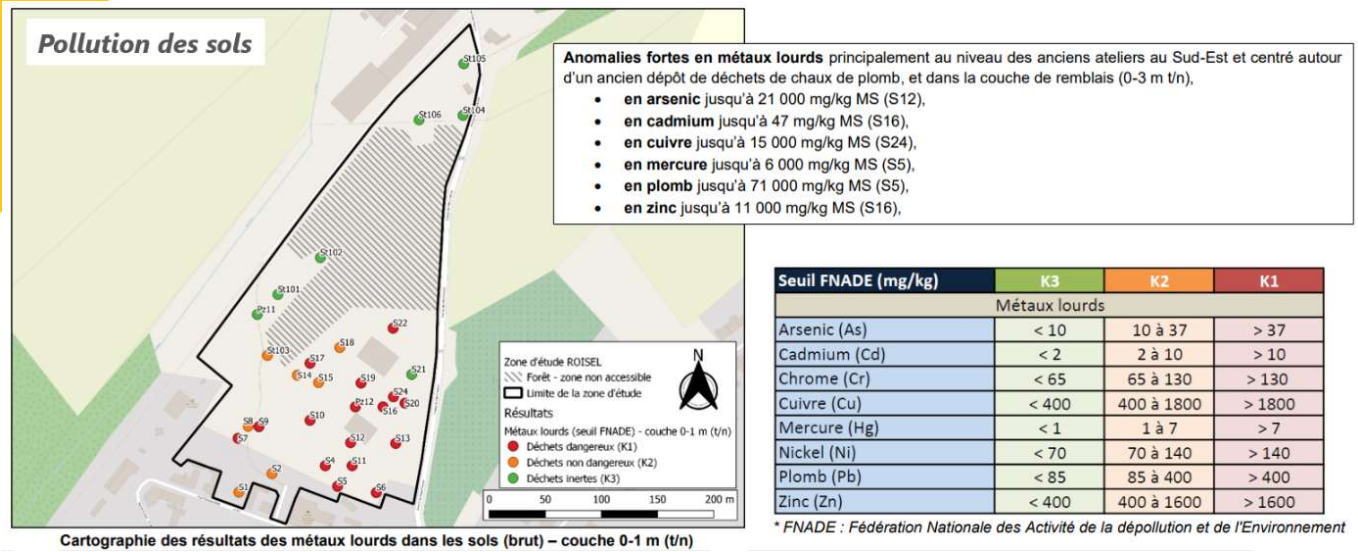 Pollution des sols
Anomalies fortes en métaux lourds principalement au niveau des anciens ateliers au Sud-Est et centré autour
d'un ancien dépôt de déchets de chaux de plomb, et dans la couche de remblais (0-3 m t/n),
• en arsenic jusqu'à 21 000 mg/kg MS (S12),
• en cadmium jusqu'à 47 mg/kg MS (S16),
• en cuivre jusqu'à 15 000 mg/kg MS (S24),
• en mercure jusqu'à 6 000 mg/kg MS (S5),
• en plomb jusqu'à 71 000 mg/kg MS (S5),
• en zinc jusqu'à 11 000 mg/kg MS (S16),
St105
St106
St104
St102
St101
Pz11
S22
S18
St103
S17
S14
S15
S19
S21
S24
Pz12
S16
S20
S10
S8
S9
S7
S12
S13
S4
S11
S2
S1
S5
S6
Zone d'étude ROISEL
Forêt - zone non accessible
Limite de la zone d'étude
N
Résultats
Métaux lourds (seuil FNADE) - couche 0-1 m (t/n)
Déchets dangereux (K1)
Déchets non dangereux (K2)
Déchets inertes (K3)
0 50 100 150 200 m
Cartographie des résultats des métaux lourds dans les sols (brut) – couche 0-1 m (t/n)
Seuil FNADE (mg/kg) K3 K2 K1
Métaux lourds
Arsenic (As) < 10 10 à 37 > 37
Cadmium (Cd) < 2 2 à 10 > 10
Chrome (Cr) < 65 65 à 130 > 130
Cuivre (Cu) < 400 400 à 1800 > 1800
Mercure (Hg) < 1 1 à 7 > 7
Nickel (Ni) < 70 70 à 140 > 140
Plomb (Pb) < 85 85 à 400 > 400
Zinc (Zn) < 400 400 à 1600 > 1600
* FNADE : Fédération Nationale des Activité de la dépollution et de l'Environnement